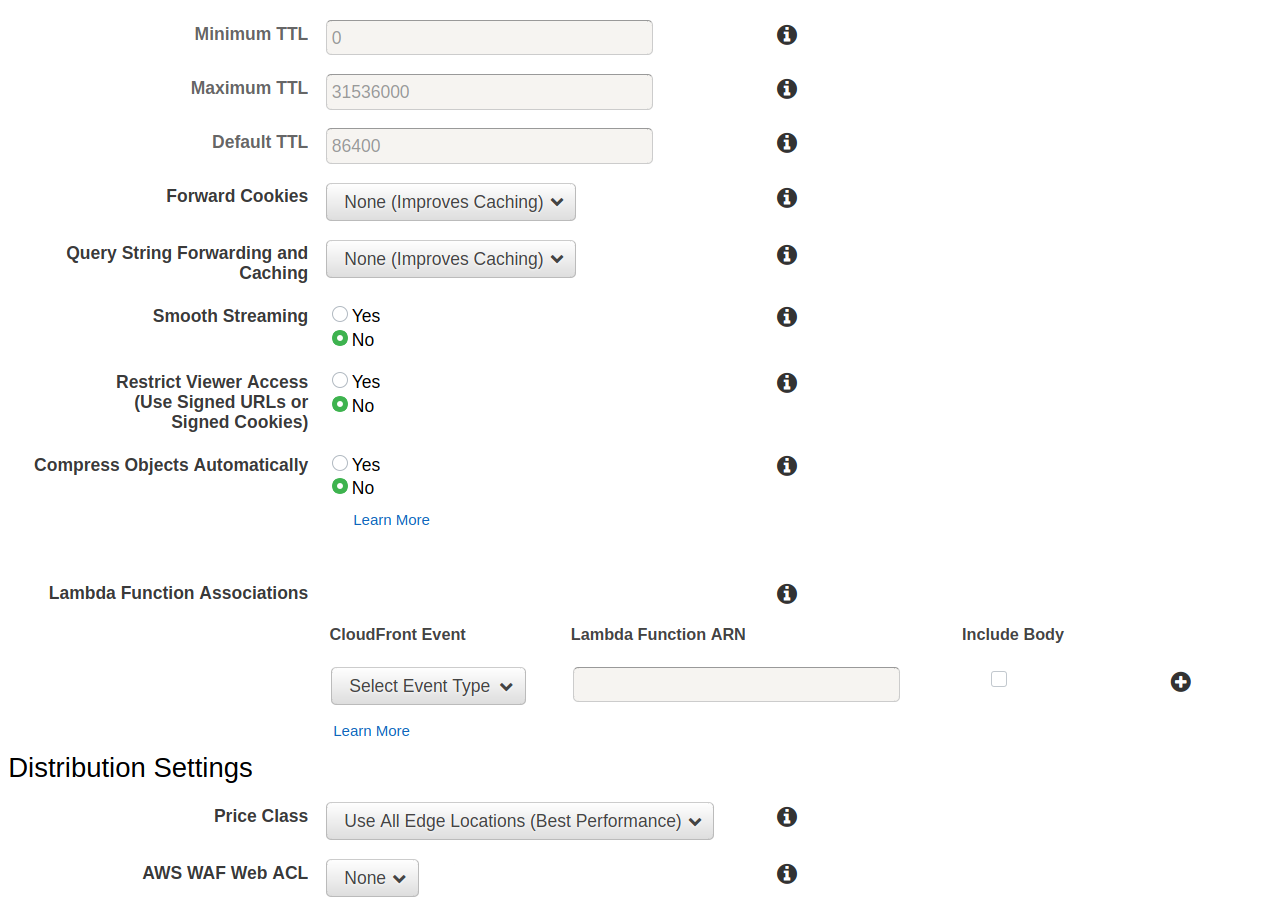 Minimum TTL
0
Maximum TTL
31536000
Default TTL
86400
Forward Cookies
None (Improves Caching)
Query String Forwarding and
Caching
None (Improves Caching)
Smooth Streaming
Yes
No
Restrict Viewer Access
(Use Signed URLs or
Signed Cookies)
Yes
No
Compress Objects Automatically
Yes
No
Learn More
Lambda Function Associations
CloudFront Event
Lambda Function ARN
Include Body
Select Event Type
Learn More
Distribution Settings
Price Class
Use All Edge Locations (Best Performance)
AWS WAF Web ACL
None